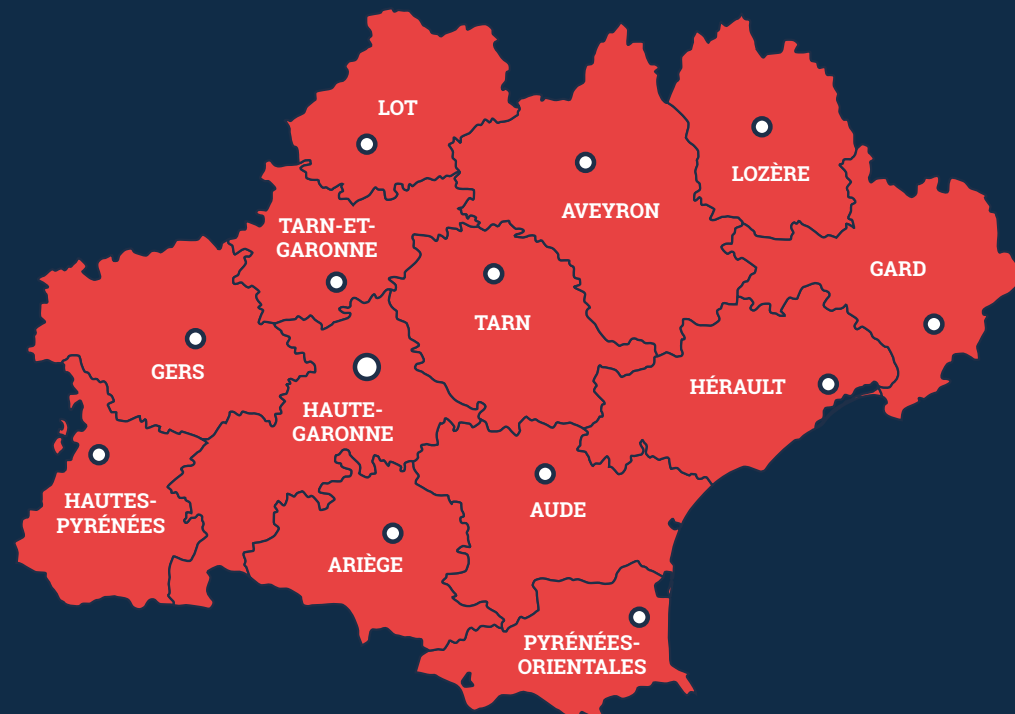 LOT
LOZÈRE
AVEYRON
TARN-ET-
GARONNE
GARD
TARN
GERS
HÉRAULT
HAUTE-
GARONNE
HAUTES-
PYRÉNÉES
AUDE
ARIÈGE
PYRÉNÉES-
ORIENTALES